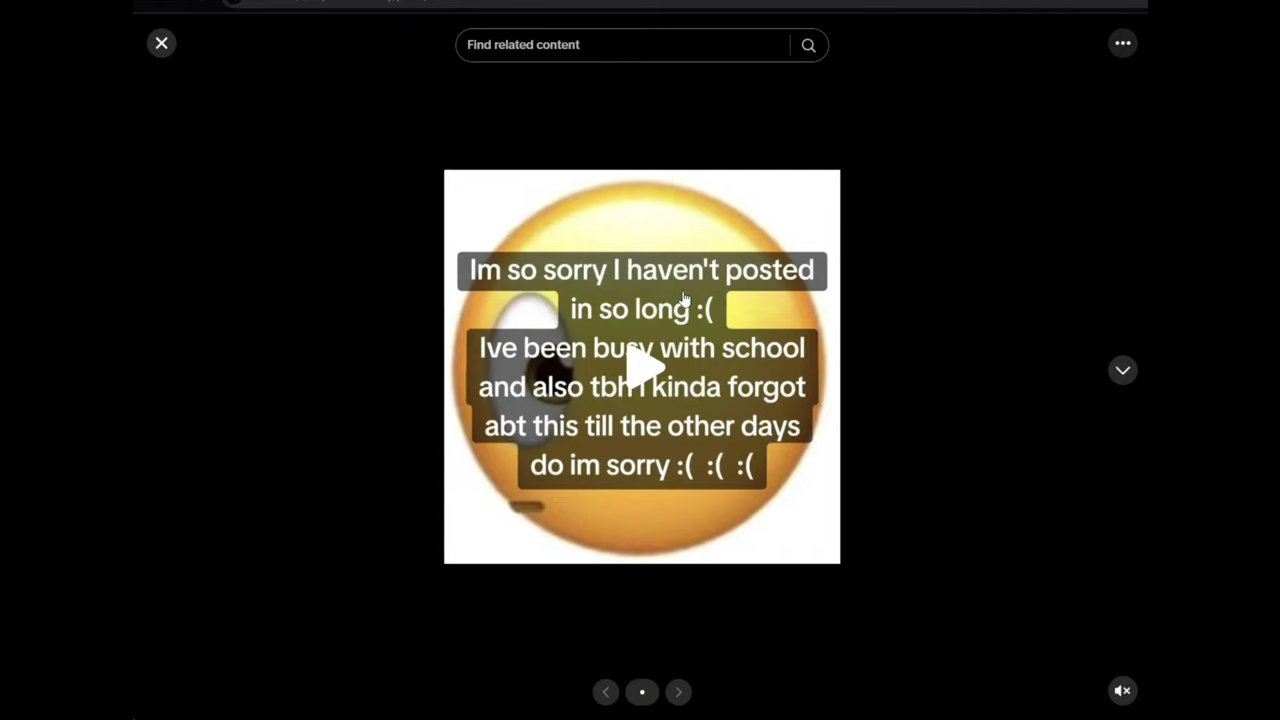 Find related content
Im so sorry I haven't posted
in so long :(
Ive been busy with school
and also tbh I kinda forgot
abt this till the other days
do im sorry :( :( :(